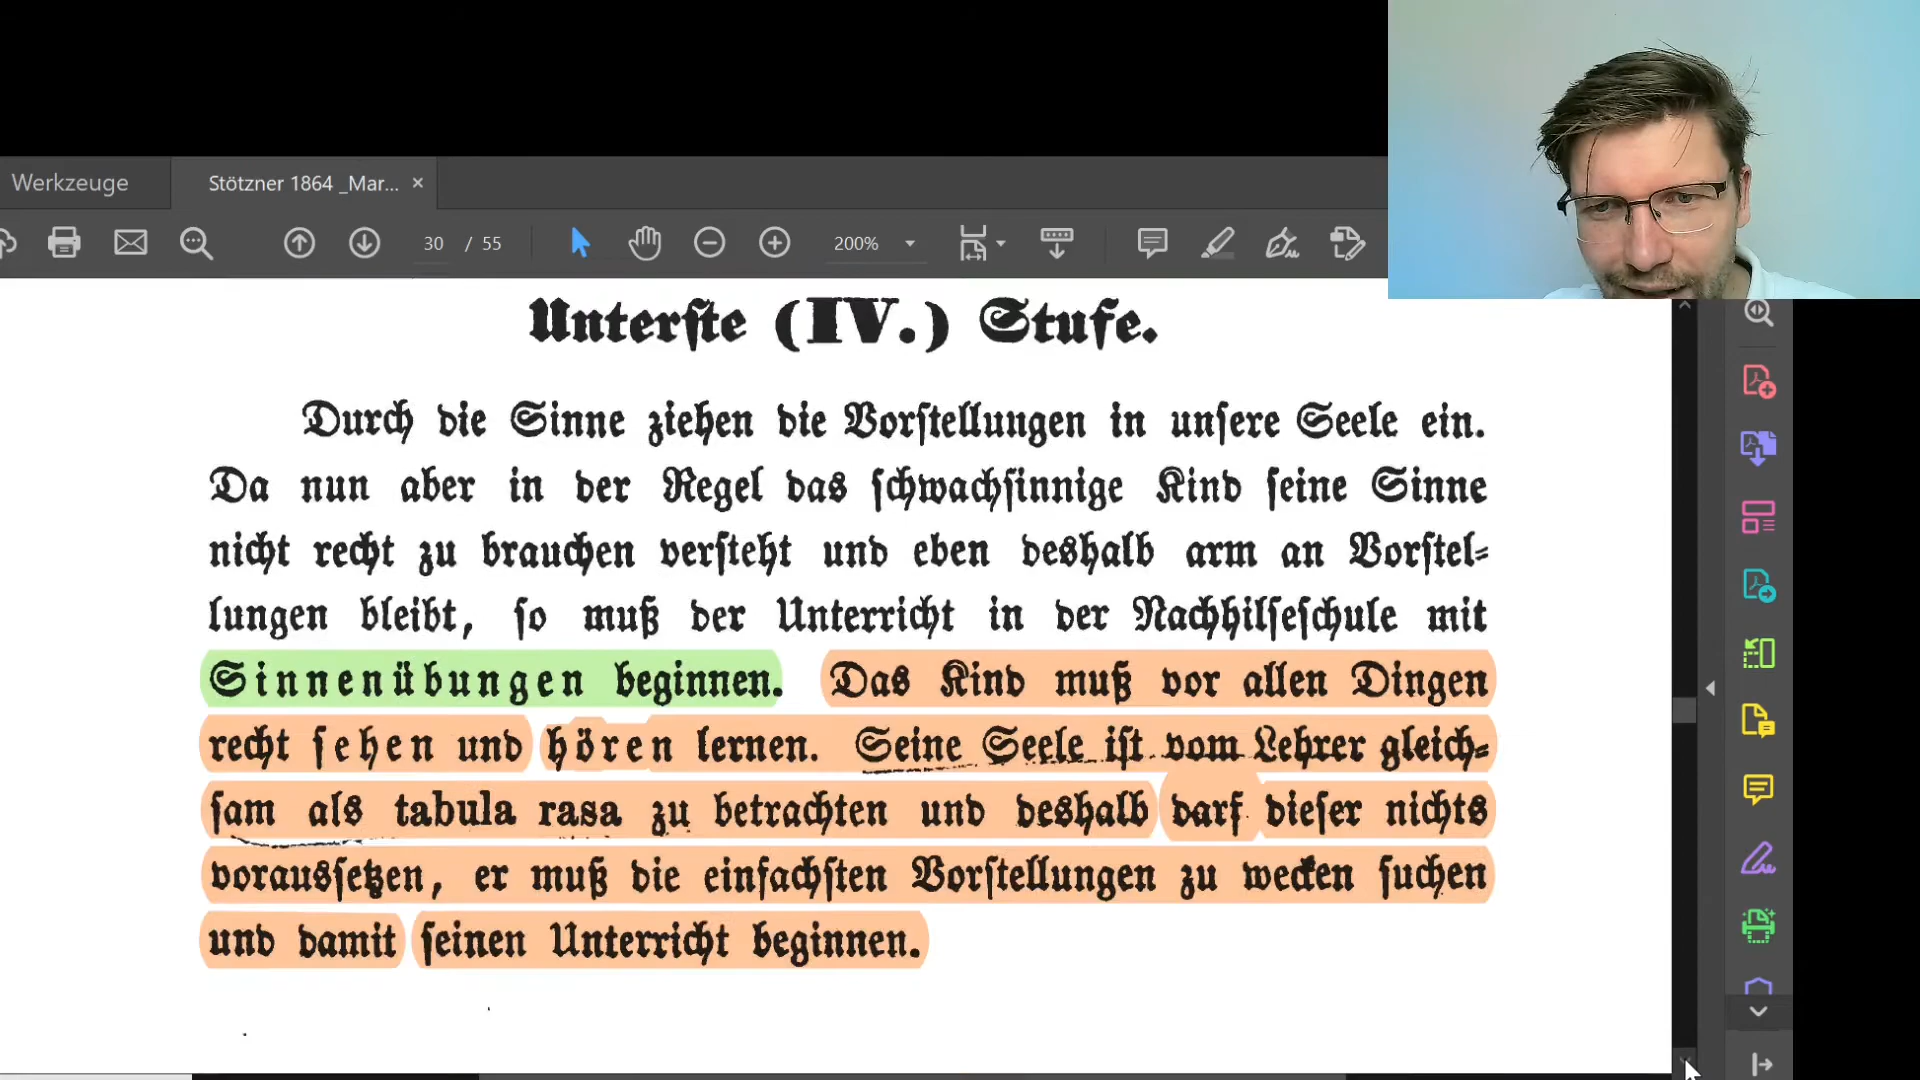 Werkzeuge
Stötzner 1864 _Mar... ×
30 / 55
200%
Unterſte (IV.) Stufe.
Durch die Sinne ziehen die Vorſtellungen in unſere Seele ein.
Da nun aber in der Regel das ſchwachſinnige Kind ſeine Sinne
nicht recht zu brauchen verſteht und eben deshalb arm an Vorſtel⸗
lungen bleibt, ſo muß der Unterricht in der Nachhilfeſchule mit
Sinnenübungen beginnen. Das Kind muß vor allen Dingen
recht ſehen und hören lernen. Seine Seele iſt vom Lehrer gleich⸗
ſam als tabula rasa zu betrachten und deshalb darf dieſer nichts
vorausſetzen, er muß die einfachſten Vorſtellungen zu wecken ſuchen
und damit ſeinen Unterricht beginnen.